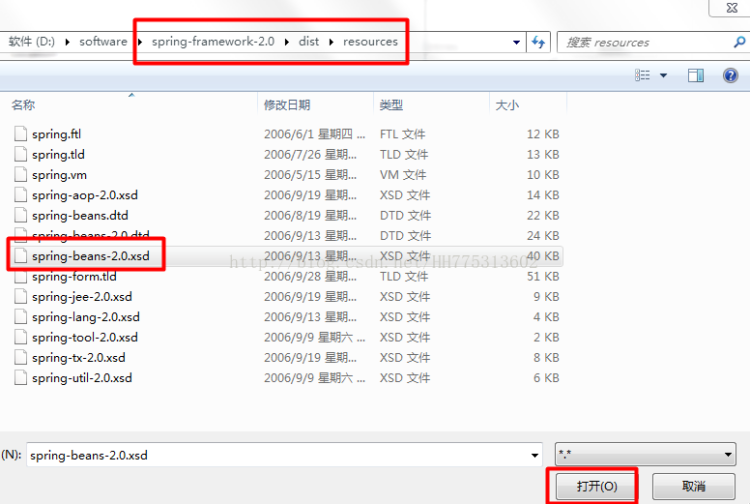 软件 (D:) ▸ software ▸ spring-framework-2.0 ▸ dist ▸ resources 搜索 resources
名称 修改日期 类型 大小
spring.ftl 2006/6/1 星期四 ... FTL 文件 12 KB
spring.tld 2006/7/26 星期... TLD 文件 13 KB
spring.vm 2006/5/15 星期... VM 文件 10 KB
spring-aop-2.0.xsd 2006/9/19 星期... XSD 文件 14 KB
spring-beans.dtd 2006/8/19 星期... DTD 文件 22 KB
spring-beans-2.0.dtd 2006/9/13 星期... DTD 文件 24 KB
spring-beans-2.0.xsd 2006/9/13 星期... XSD 文件 40 KB
spring-form.tld 2006/9/28 星期... TLD 文件 51 KB
spring-jee-2.0.xsd 2006/9/19 星期... XSD 文件 9 KB
spring-lang-2.0.xsd 2006/9/13 星期... XSD 文件 4 KB
spring-tool-2.0.xsd 2006/9/9 星期六 ... XSD 文件 2 KB
spring-tx-2.0.xsd 2006/9/19 星期... XSD 文件 8 KB
spring-util-2.0.xsd 2006/9/9 星期六 ... XSD 文件 6 KB
(N): spring-beans-2.0.xsd *.*
打开(O) 取消